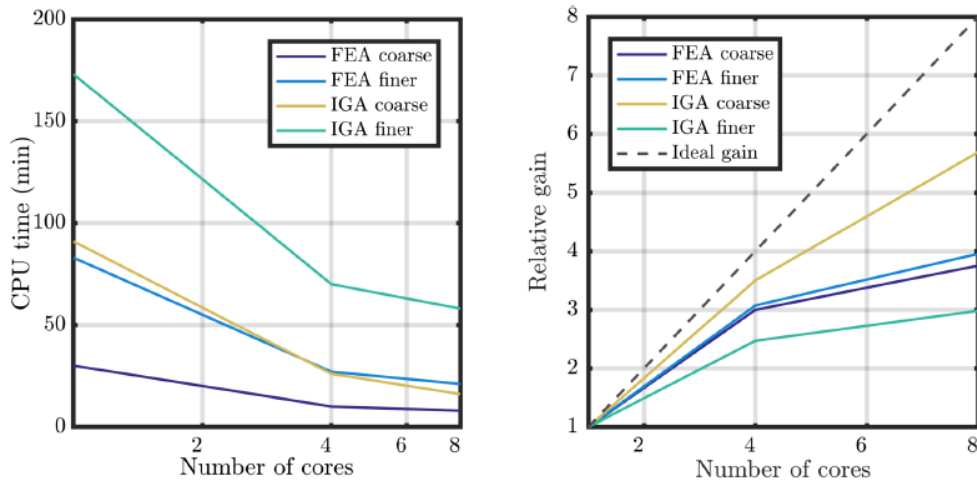 200
150
100
50
0
CPU time (min)
FEA coarse
FEA finer
IGA coarse
IGA finer
2
4
6
8
Number of cores
8
7
6
5
4
3
2
1
Relative gain
FEA coarse
FEA finer
IGA coarse
IGA finer
Ideal gain
2
4
6
8
Number of cores